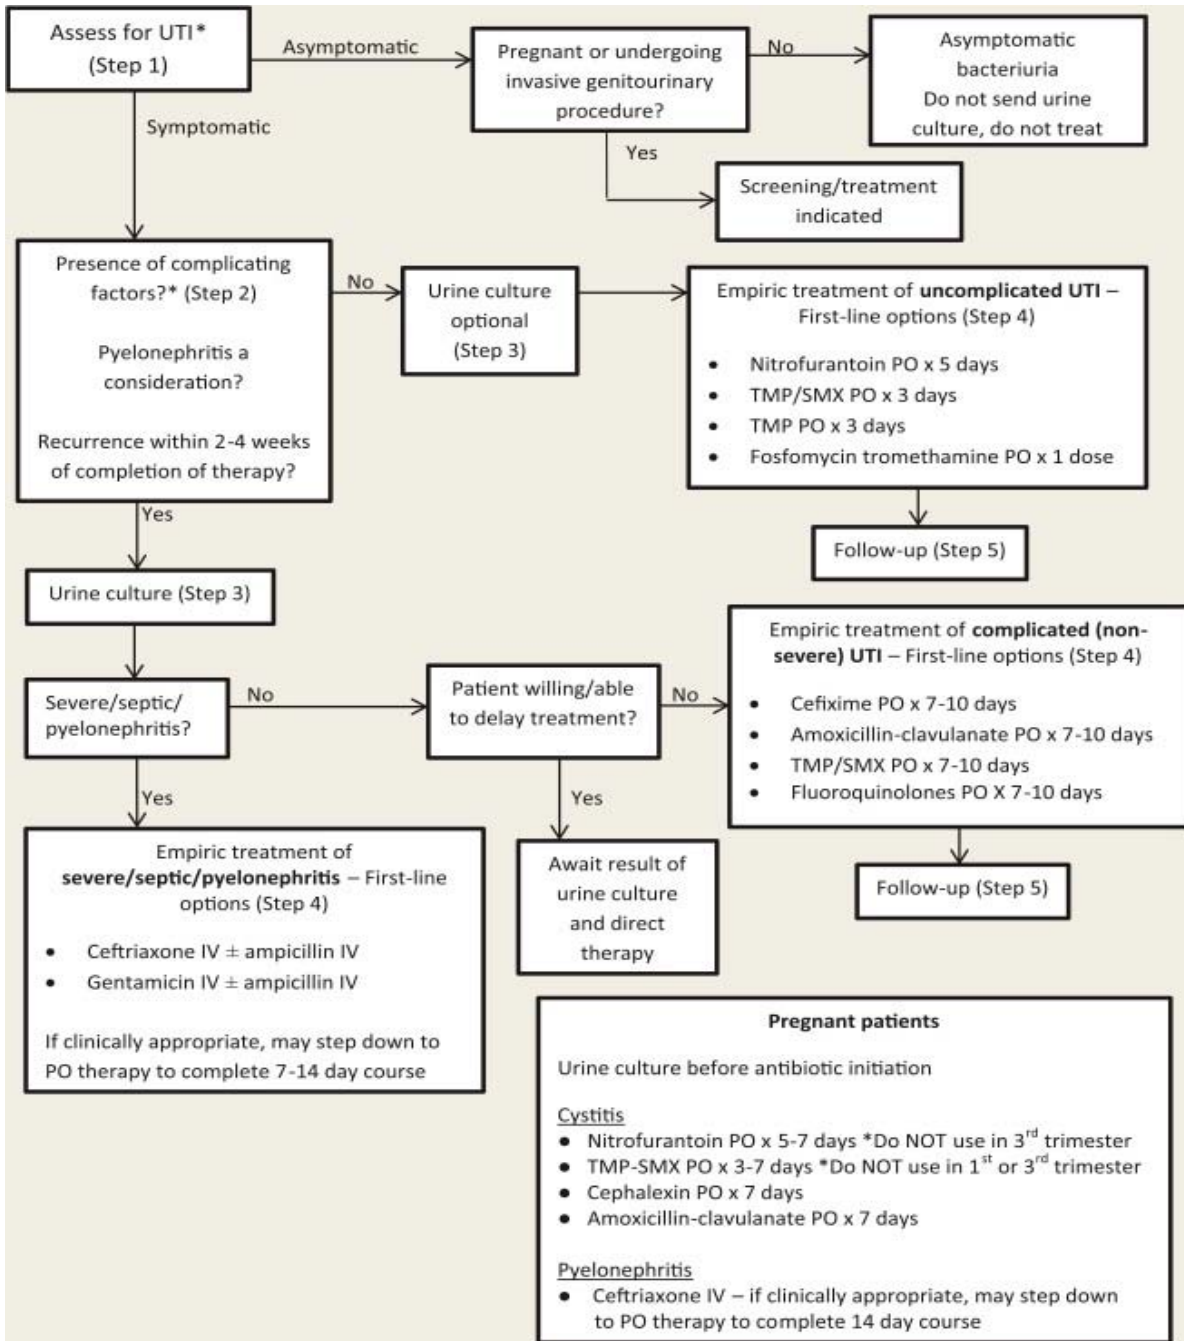 Assess for UTI*
(Step 1)
Asymptomatic
Pregnant or undergoing
invasive genitourinary
procedure?
No
Asymptomatic
bacteriuria
Do not send urine
culture, do not treat
Symptomatic
Yes
Screening/treatment
indicated
Presence of complicating
factors?* (Step 2)
Pyelonephritis a
consideration?
Recurrence within 2-4 weeks
of completion of therapy?
No
Urine culture
optional
(Step 3)
Empiric treatment of uncomplicated UTI –
First-line options (Step 4)
• Nitrofurantoin PO x 5 days
• TMP/SMX PO x 3 days
• TMP PO x 3 days
• Fosfomycin tromethamine PO x 1 dose
Follow-up (Step 5)
Yes
Urine culture (Step 3)
Severe/septic/
pyelonephritis?
No
Patient willing/able
to delay treatment?
No
Empiric treatment of complicated (non-
severe) UTI – First-line options (Step 4)
• Cefixime PO x 7-10 days
• Amoxicillin-clavulanate PO x 7-10 days
• TMP/SMX PO x 7-10 days
• Fluoroquinolones PO X 7-10 days
Follow-up (Step 5)
Yes
Await result of
urine culture
and direct
therapy
Yes
Empiric treatment of
severe/septic/pyelonephritis – First-line
options (Step 4)
• Ceftriaxone IV ± ampicillin IV
• Gentamicin IV ± ampicillin IV
If clinically appropriate, may step down to
PO therapy to complete 7-14 day course
Pregnant patients
Urine culture before antibiotic initiation
Cystitis
• Nitrofurantoin PO x 5-7 days *Do NOT use in 3rd trimester
• TMP-SMX PO x 3-7 days *Do NOT use in 1st or 3rd trimester
• Cephalexin PO x 7 days
• Amoxicillin-clavulanate PO x 7 days
Pyelonephritis
• Ceftriaxone IV – if clinically appropriate, may step down
to PO therapy to complete 14 day course